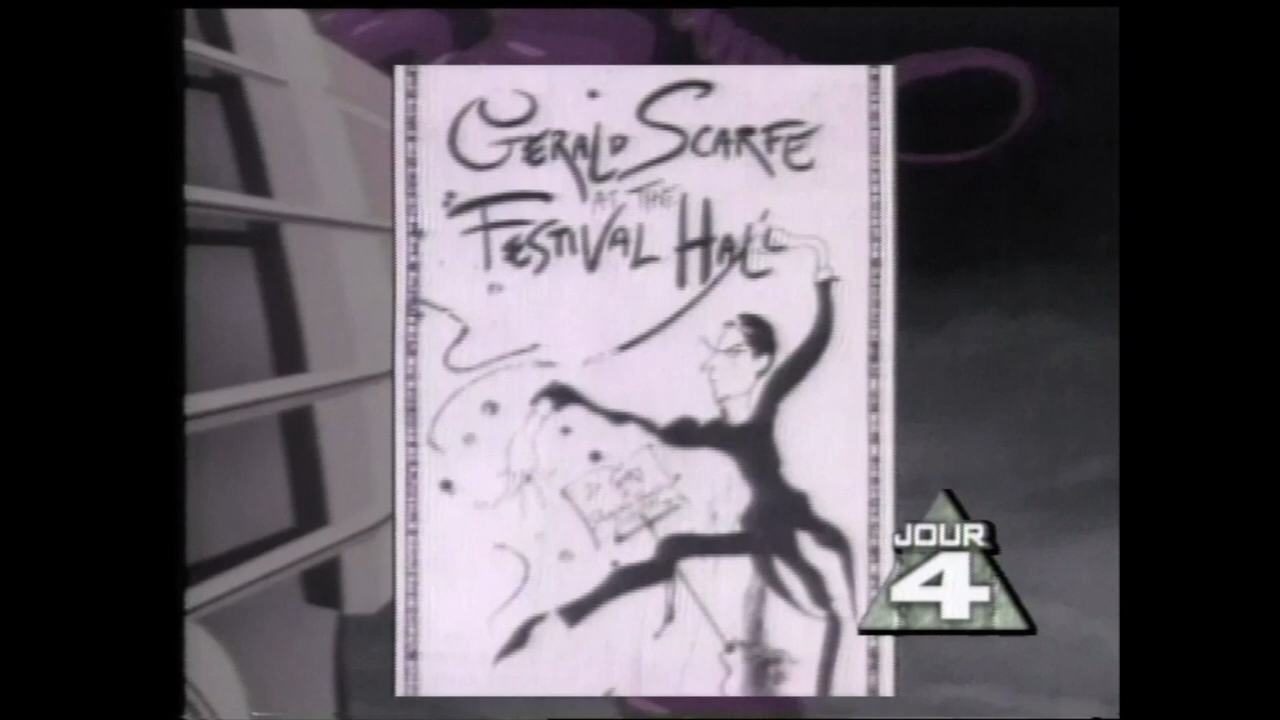 GERALD SCARFE
AT THE
FESTIVAL HALL
JOUR
4